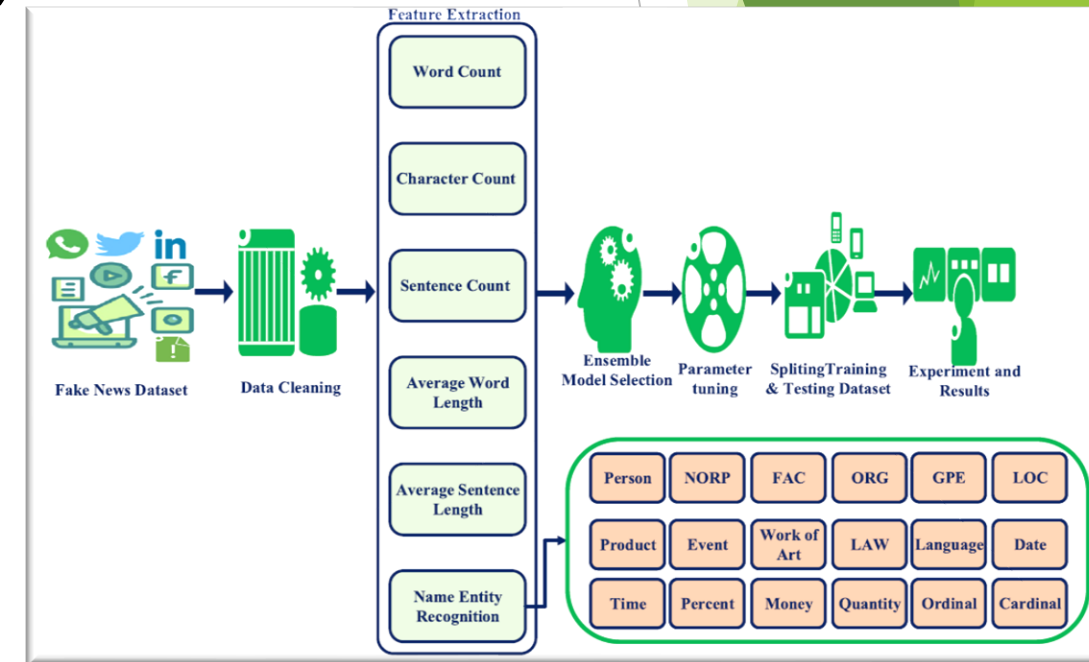 Feature Extraction
Word Count
Character Count
Sentence Count
Average Word
Length
Average Sentence
Length
Name Entity
Recognition
in
f
Fake News Dataset
Data Cleaning
Ensemble
Model Selection
Parameter
tuning
SplitingTraining
& Testing Dataset
Experiment and
Results
Person NORP FAC ORG GPE LOC
Product Event Work of
Art LAW Language Date
Time Percent Money Quantity Ordinal Cardinal